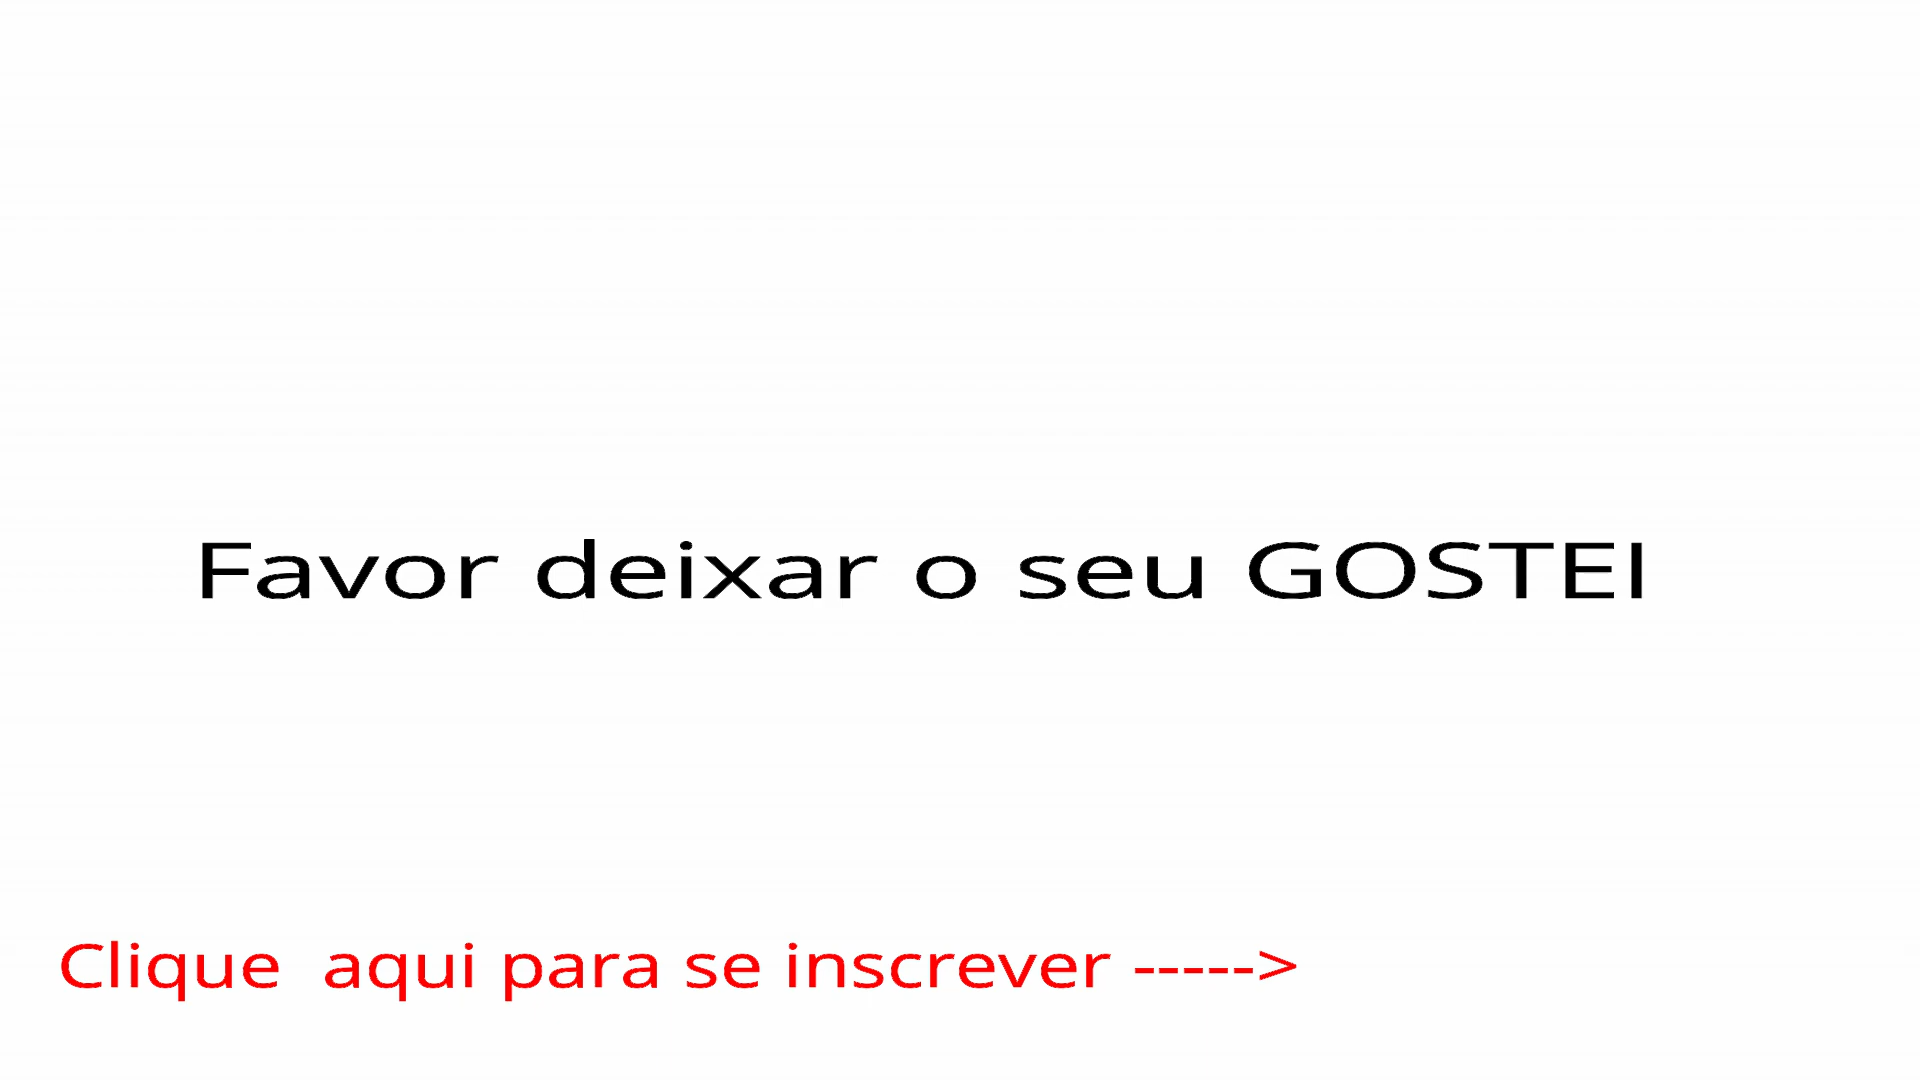 Favor deixar o seu GOSTEI
Clique  aqui para se inscrever ----->